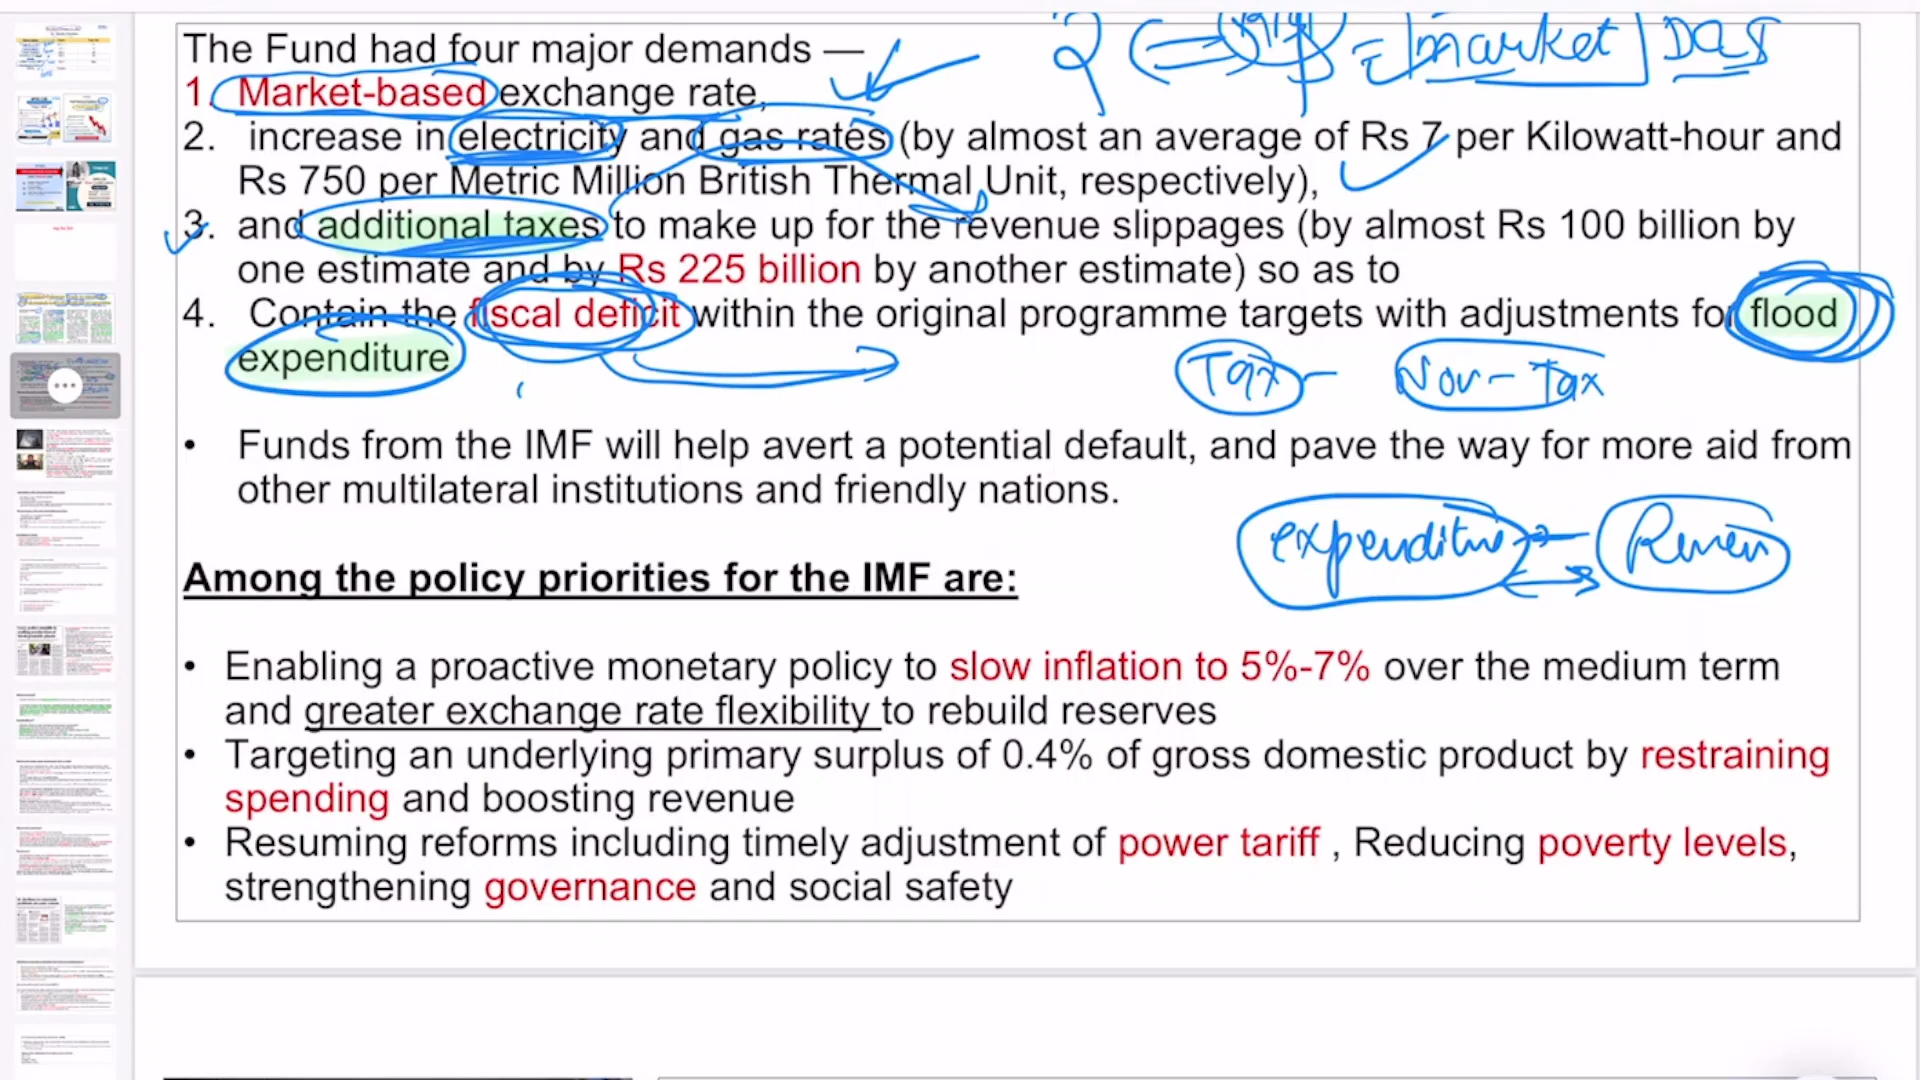 The Fund had four major demands —
market
1. Market-based exchange rate,
2. increase in electricity and gas rates (by almost an average of Rs 7 per Kilowatt-hour and
Rs 750 per Metric Million British Thermal Unit, respectively),
3. and additional taxes to make up for the revenue slippages (by almost Rs 100 billion by
one estimate and by Rs 225 billion by another estimate) so as to
4. Contain the fiscal deficit within the original programme targets with adjustments for flood
expenditure
Tax - Non - Tax
• Funds from the IMF will help avert a potential default, and pave the way for more aid from
other multilateral institutions and friendly nations.
expenditure
Among the policy priorities for the IMF are:
• Enabling a proactive monetary policy to slow inflation to 5%-7% over the medium term
and greater exchange rate flexibility to rebuild reserves
• Targeting an underlying primary surplus of 0.4% of gross domestic product by restraining
spending and boosting revenue
• Resuming reforms including timely adjustment of power tariff , Reducing poverty levels,
strengthening governance and social safety